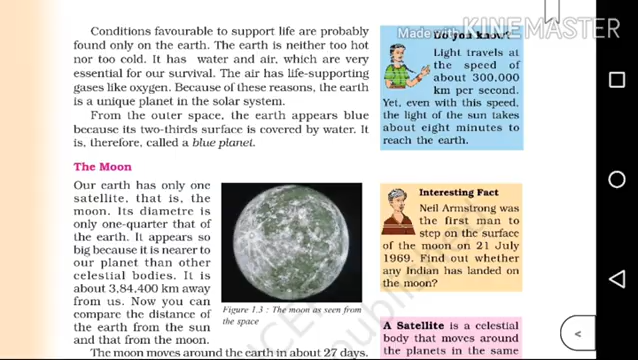 Conditions favourable to support life are probably
found only on the earth. The earth is neither too hot
nor too cold. It has water and air, which are very
essential for our survival. The air has life-supporting
gases like oxygen. Because of these reasons, the earth
is a unique planet in the solar system.
From the outer space, the earth appears blue
because its two-thirds surface is covered by water. It
is, therefore, called a blue planet.
The Moon
Our earth has only one
satellite, that is, the
moon. Its diametre is
only one-quarter that of
the earth. It appears so
big because it is nearer to
our planet than other
celestial bodies. It is
about 3,84,400 km away
from us. Now you can
compare the distance of
the earth from the sun
and that from the moon.
The moon moves around the earth in about 27 days.
Figure 1.3 : The moon as seen from
the space
Made with KINEMASTER
Do you know?
Light travels at
the speed of
about 300,000
km per second.
Yet, even with this speed,
the light of the sun takes
about eight minutes to
reach the earth.
Interesting Fact
Neil Armstrong was
the first man to
step on the surface
of the moon on 21 July
1969. Find out whether
any Indian has landed on
the moon?
A Satellite is a celestial
body that moves around
the planets in the same